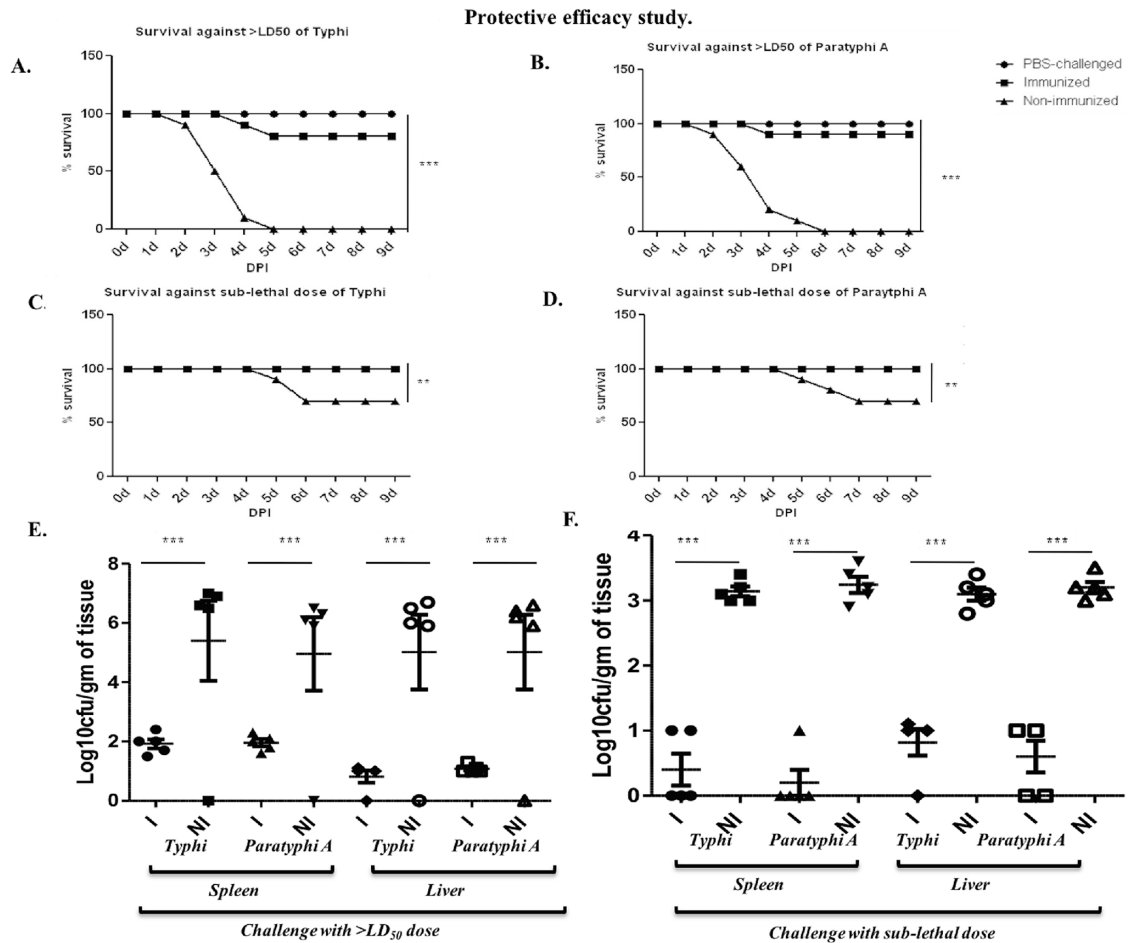 Protective efficacy study.
A.
Survival against >LD50 of Typhi
% survival
150
100
50
0
0d 1d 2d 3d 4d 5d 6d 7d 8d 9d
DPI
***
B.
Survival against >LD50 of Paratyphi A
% survival
150
100
50
0
0d 1d 2d 3d 4d 5d 6d 7d 8d 9d
DPI
***
PBS-challenged
Immunized
Non-immunized
C.
Survival against sub-lethal dose of Typhi
% survival
150
100
50
0
0d 1d 2d 3d 4d 5d 6d 7d 8d 9d
DPI
**
D.
Survival against sub-lethal dose of Paraytphi A
% survival
150
100
50
0
0d 1d 2d 3d 4d 5d 6d 7d 8d 9d
DPI
**
E.
Log10cfu/gm of tissue
8
6
4
2
0
*** *** *** ***
I NI I NI I NI I NI
Typhi Paratyphi A Typhi Paratyphi A
Spleen Liver
Challenge with >LD50 dose
F.
Log10cfu/gm of tissue
4
3
2
1
0
*** *** *** ***
I NI I NI I NI I NI
Typhi Paratyphi A Typhi Paratyphi A
Spleen Liver
Challenge with sub-lethal dose